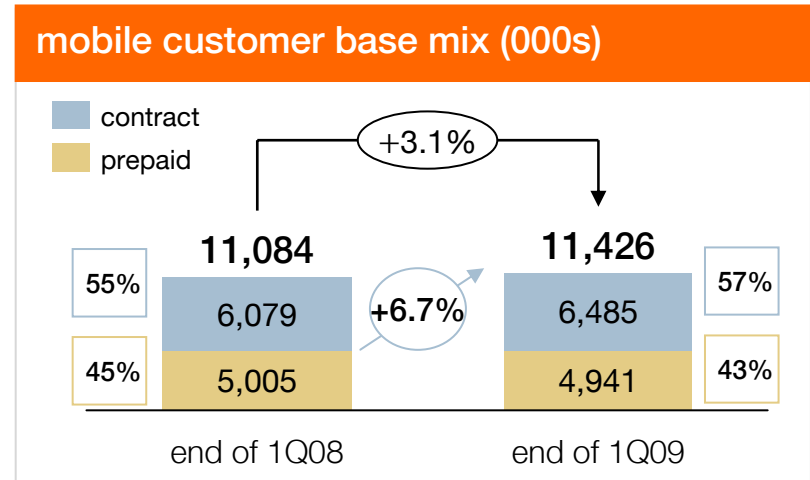 mobile customer base mix (000s)
contract
prepaid
+3.1%
11,084
11,426
55%
6,079
+6.7%
6,485
57%
45%
5,005
4,941
43%
end of 1Q08
end of 1Q09